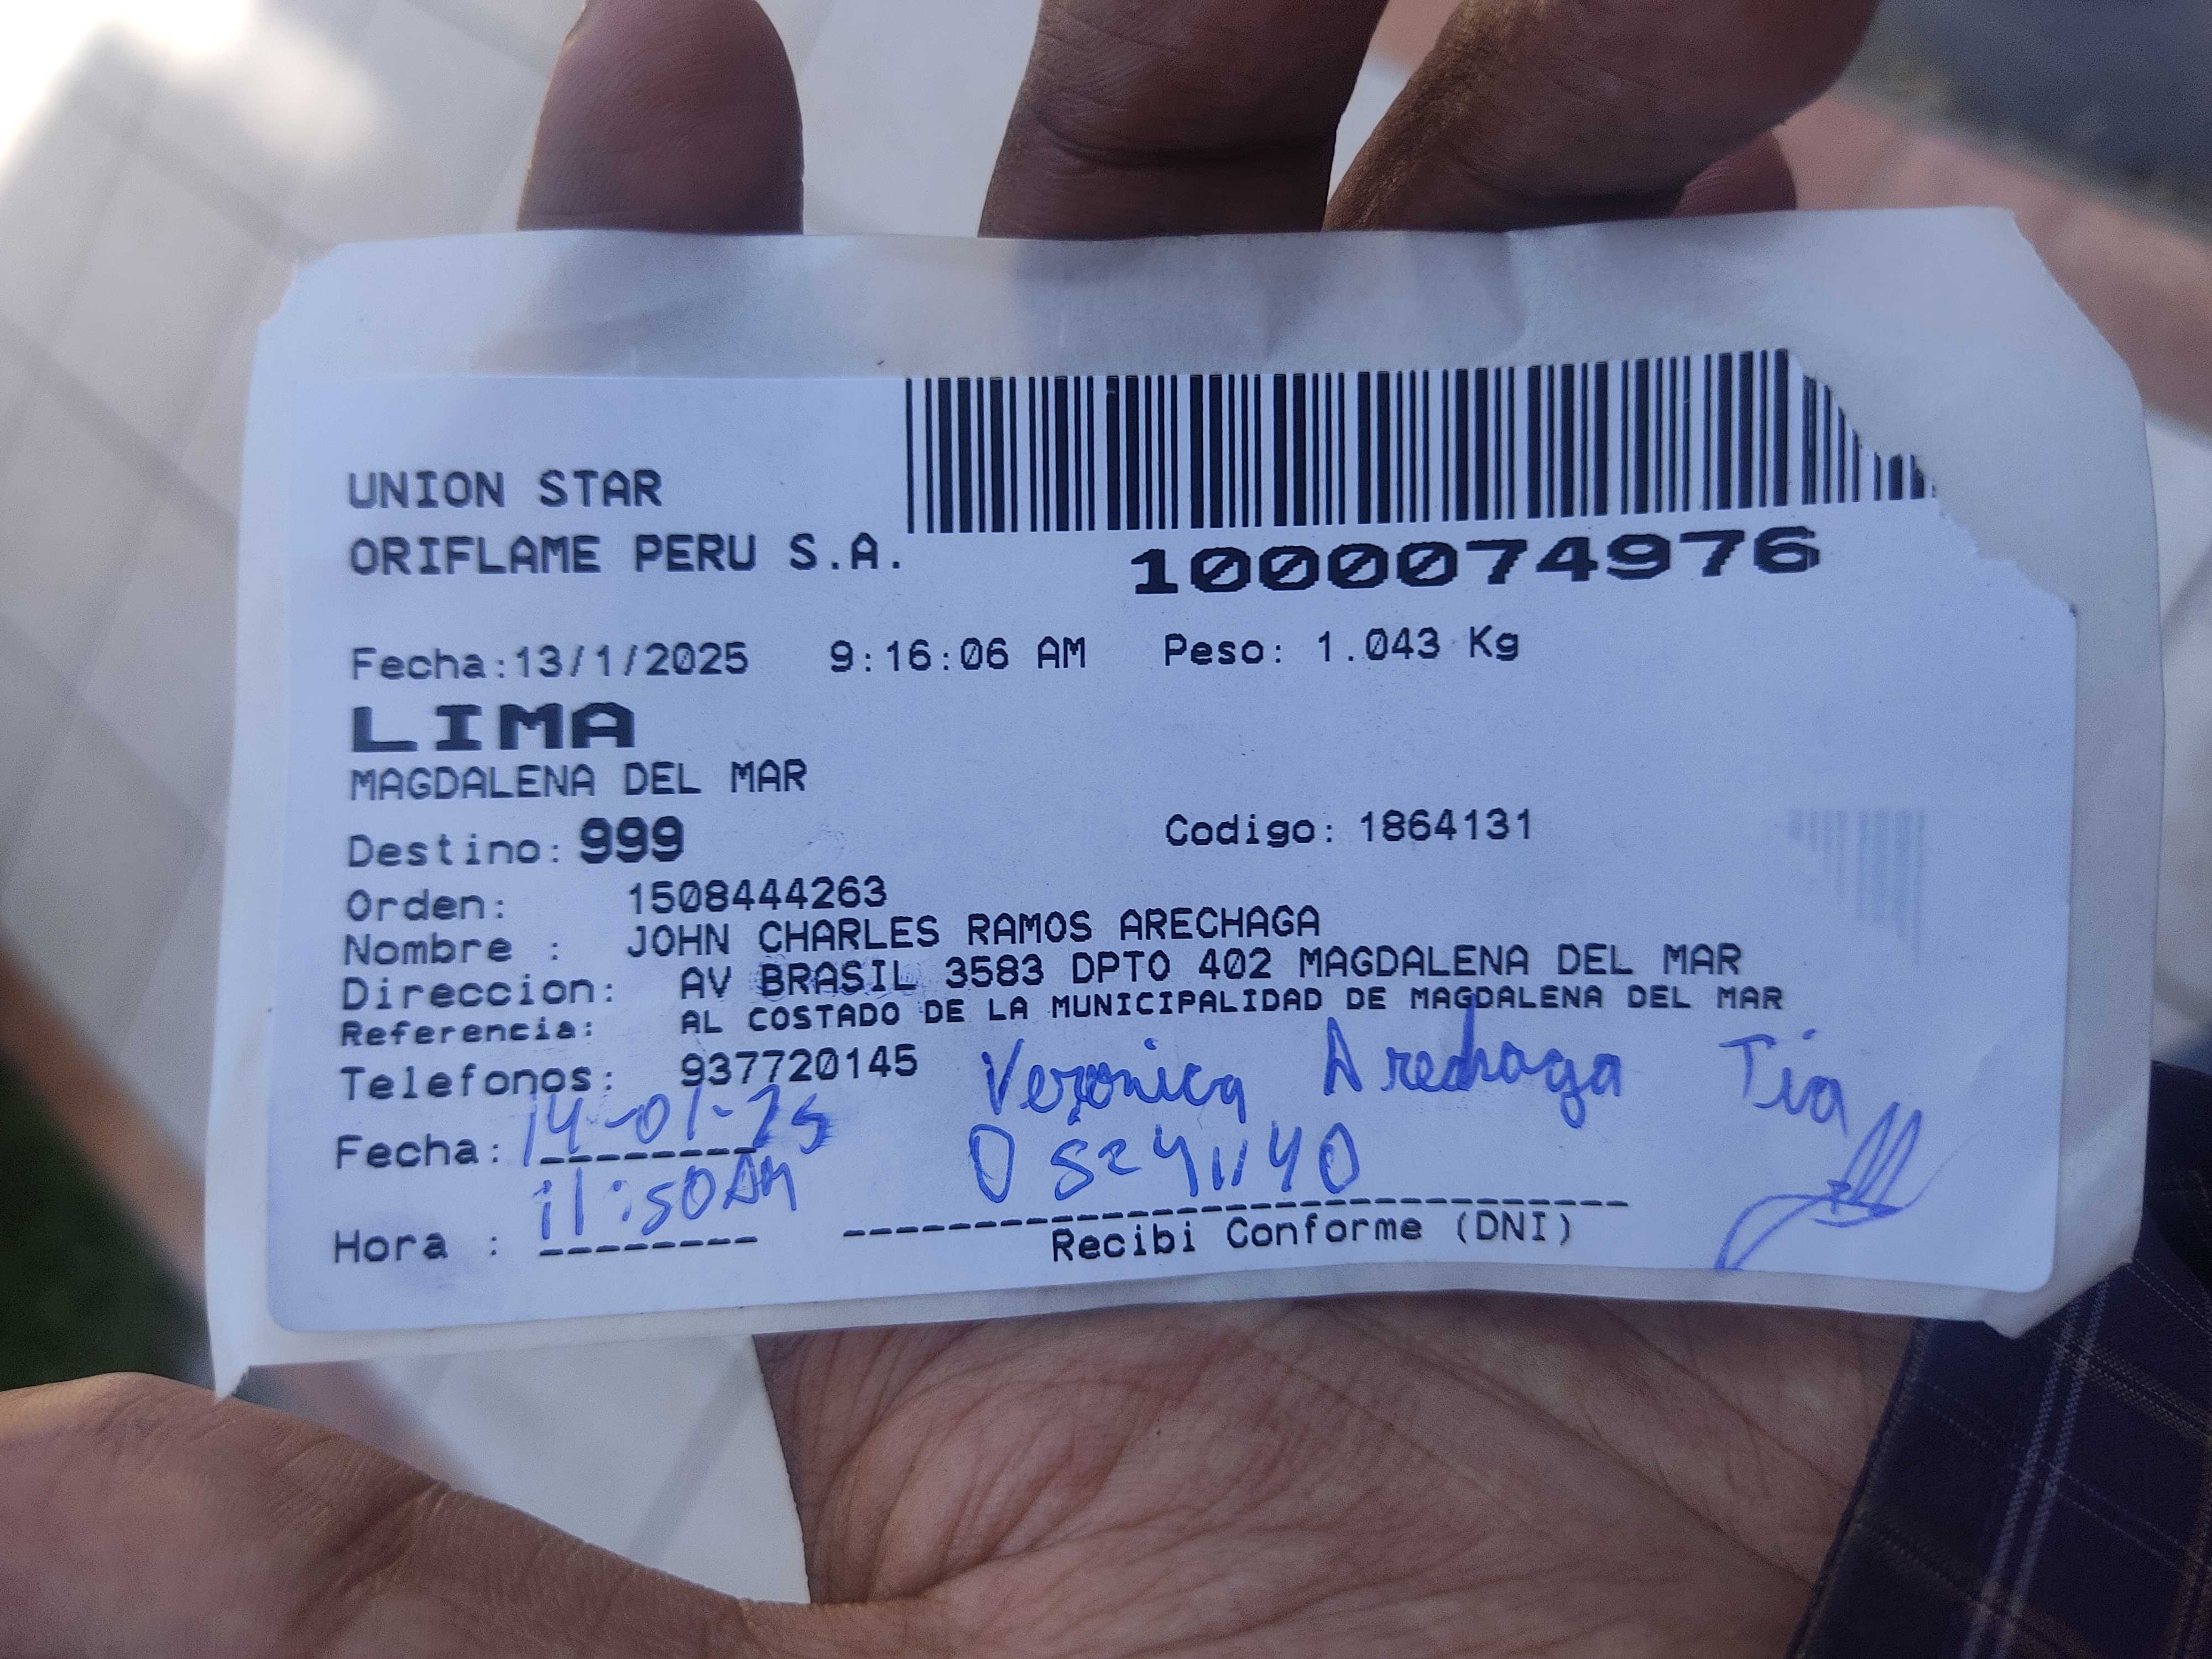 UNION STAR
ORIFLAME PERU S.A.
1000074976
Fecha:13/1/2025 9:16:06 AM Peso: 1.043 Kg
LIMA
MAGDALENA DEL MAR
Destino: 999 Codigo: 1864131
Orden: 1508444263
Nombre : JOHN CHARLES RAMOS ARECHAGA
Direccion: AV BRASIL 3583 DPTO 402 MAGDALENA DEL MAR
Referencia: AL COSTADO DE LA MUNICIPALIDAD DE MAGDALENA DEL MAR
Telefonos: 937720145 Veronica Arechaga Tia
Fecha: 14-01-25 05241140
Hora : 11:50AM
Recibi Conforme (DNI)